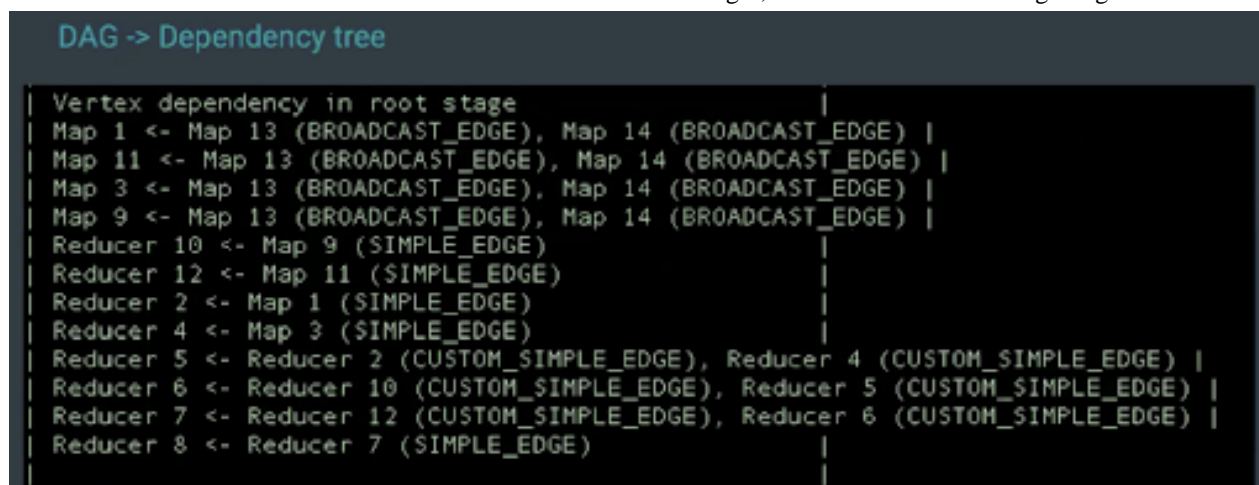 DAG -> Dependency tree
| Vertex dependency in root stage |
| Map 1 <- Map 13 (BROADCAST_EDGE), Map 14 (BROADCAST_EDGE) |
| Map 11 <- Map 13 (BROADCAST_EDGE), Map 14 (BROADCAST_EDGE) |
| Map 3 <- Map 13 (BROADCAST_EDGE), Map 14 (BROADCAST_EDGE) |
| Map 9 <- Map 13 (BROADCAST_EDGE), Map 14 (BROADCAST_EDGE) |
| Reducer 10 <- Map 9 (SIMPLE_EDGE) |
| Reducer 12 <- Map 11 (SIMPLE_EDGE) |
| Reducer 2 <- Map 1 (SIMPLE_EDGE) |
| Reducer 4 <- Map 3 (SIMPLE_EDGE) |
| Reducer 5 <- Reducer 2 (CUSTOM_SIMPLE_EDGE), Reducer 4 (CUSTOM_SIMPLE_EDGE) |
| Reducer 6 <- Reducer 10 (CUSTOM_SIMPLE_EDGE), Reducer 5 (CUSTOM_SIMPLE_EDGE) |
| Reducer 7 <- Reducer 12 (CUSTOM_SIMPLE_EDGE), Reducer 6 (CUSTOM_SIMPLE_EDGE) |
| Reducer 8 <- Reducer 7 (SIMPLE_EDGE) |